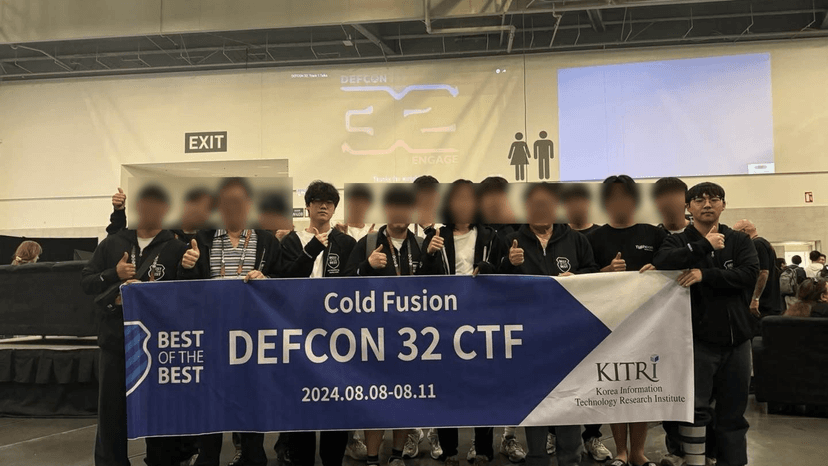 DEFCON
32
ENGAGE
EXIT
Cold Fusion
DEFCON 32 CTF
2024.08.08-08.11
BEST
OF THE
BEST
KITRI
Korea Information
Technology Research Institute